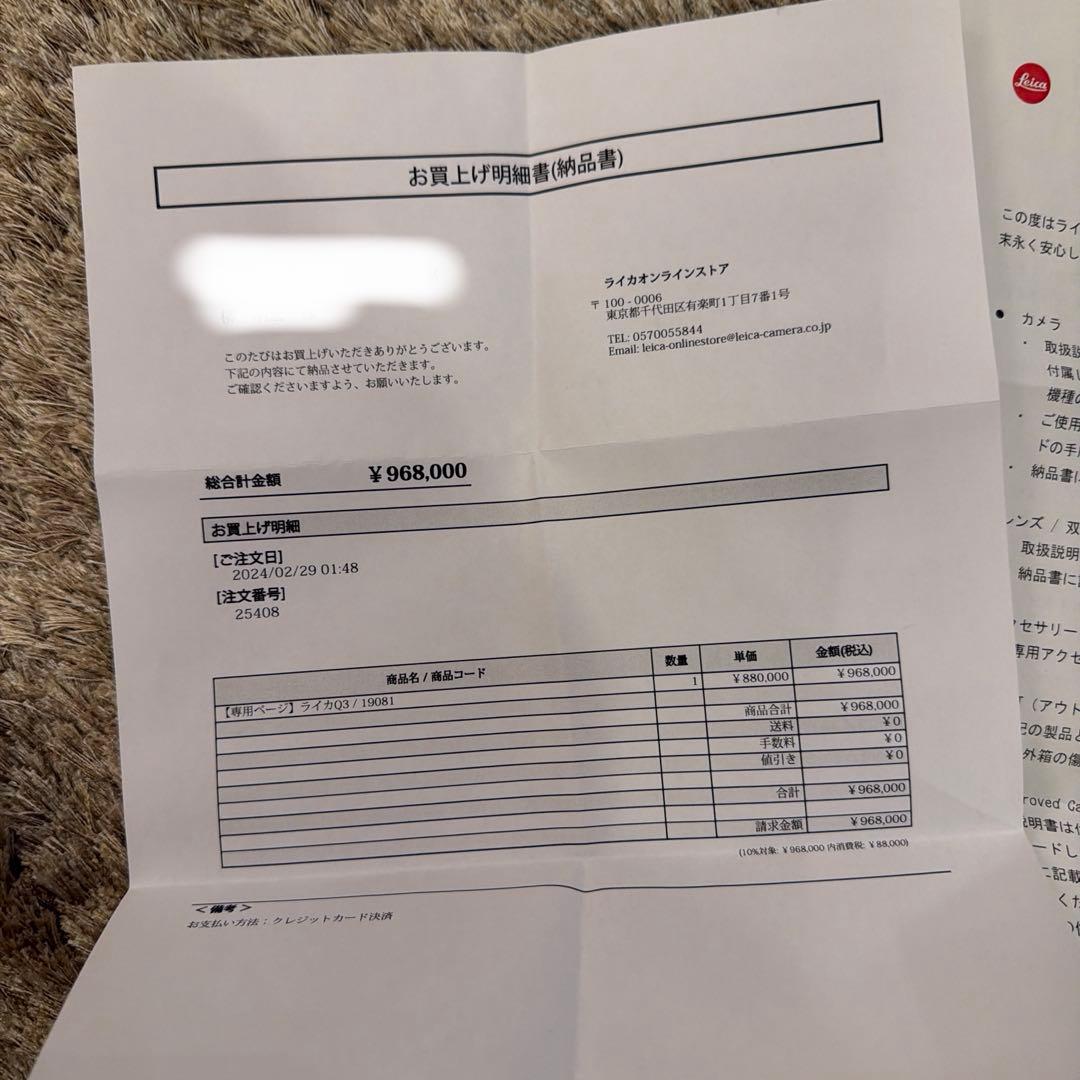 お買上げ明細書(納品書)
ライカオンラインストア
〒100 - 0006
東京都千代田区有楽町1丁目7番1号
TEL: 0570055844
Email: leica-onlinestore@leica-camera.co.jp
このたびはお買上げいただきありがとうございます。
下記の内容にて納品させていただきます。
ご確認くださいますよう、お願いいたします。
総合計金額 ¥968,000
お買上げ明細
[ご注文日]
2024/02/29 01:48
[注文番号]
25408
商品名 / 商品コード 数量 単価 金額(税込)
【専用ページ】ライカQ3 / 19081 1 ¥880,000 ¥968,000
商品合計 ¥968,000
送料 ¥0
手数料 ¥0
値引き ¥0
合計 ¥968,000
請求金額 ¥968,000
(10%対象: ¥968,000 内消費税: ¥88,000)
＜備考＞
お支払い方法：クレジットカード決済
Leica
この度はライ
末永く安心し
● カメラ
・ 取扱説
付属し
機種の
・ ご使用
ドの手
・ 納品書に
レンズ / 双
取扱説明
納品書に
クセサリー
専用アクセ
(アウト
記の製品と
外箱の傷
roved Ca
説明書は
ードし
に記載
くだ